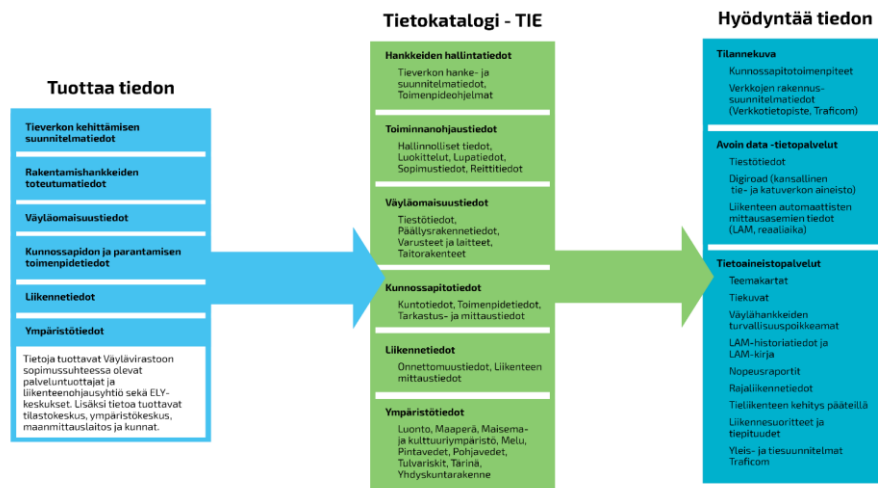 Tuottaa tiedon
Tieverkon kehittämisen
suunnitelmatiedot
Rakentamishankkeiden
toteutumatiedot
Väyläomaisuustiedot
Kunnossapidon ja parantamisen
toimenpidetiedot
Liikennetiedot
Ympäristötiedot
Tietoja tuottavat Väylävirastoon
sopimussuhteessa olevat
palveluntuottajat ja
liikenteenohjausyhtiö sekä ELY-
keskukset. Lisäksi tietoa tuottavat
tilastokeskus, ympäristökeskus,
maanmittauslaitos ja kunnat.
Tietokatalogi - TIE
Hankkeiden hallintatiedot
Tieverkon hanke- ja
suunnitelmatiedot,
Toimenpideohjelmat
Toiminnanohjaustiedot
Hallinnolliset tiedot,
Luokittelut, Lupatiedot,
Sopimustiedot, Reittitiedot
Väyläomaisuustiedot
Tiestötiedot,
Päällysrakennetiedot,
Varusteet ja laitteet,
Taitorakenteet
Kunnossapitotiedot
Kuntotiedot, Toimenpidetiedot,
Tarkastus- ja mittaustiedot
Liikennetiedot
Onnettomuustiedot, Liikenteen
mittaustiedot
Ympäristötiedot
Luonto, Maaperä, Maisema-
ja kulttuuriympäristö, Melu,
Pintavedet, Pohjavedet,
Tulvariskit, Tärinä,
Yhdyskuntarakenne
Hyödyntää tiedon
Tilannekuva
Kunnossapitotoimenpiteet
Verkkojen rakennus-
suunnitelmatiedot
(Verkkotietopiste, Traficom)
Avoin data -tietopalvelut
Tiestötiedot
Digiroad (kansallinen
tie- ja katuverkon aineisto)
Liikenteen automaattisten
mittausasemien tiedot
(LAM, reaaliaika)
Tietoaineistopalvelut
Teemakartat
Tiekuvat
Väylähankkeiden
turvallisuuspoikkeamat
LAM-historiatiedot ja
LAM-kirja
Nopeusraportit
Rajaliikennetiedot
Tieliikenteen kehitys pääteillä
Liikennesuoritteet ja
tiepituudet
Yleis- ja tiesuunnitelmat
Traficom